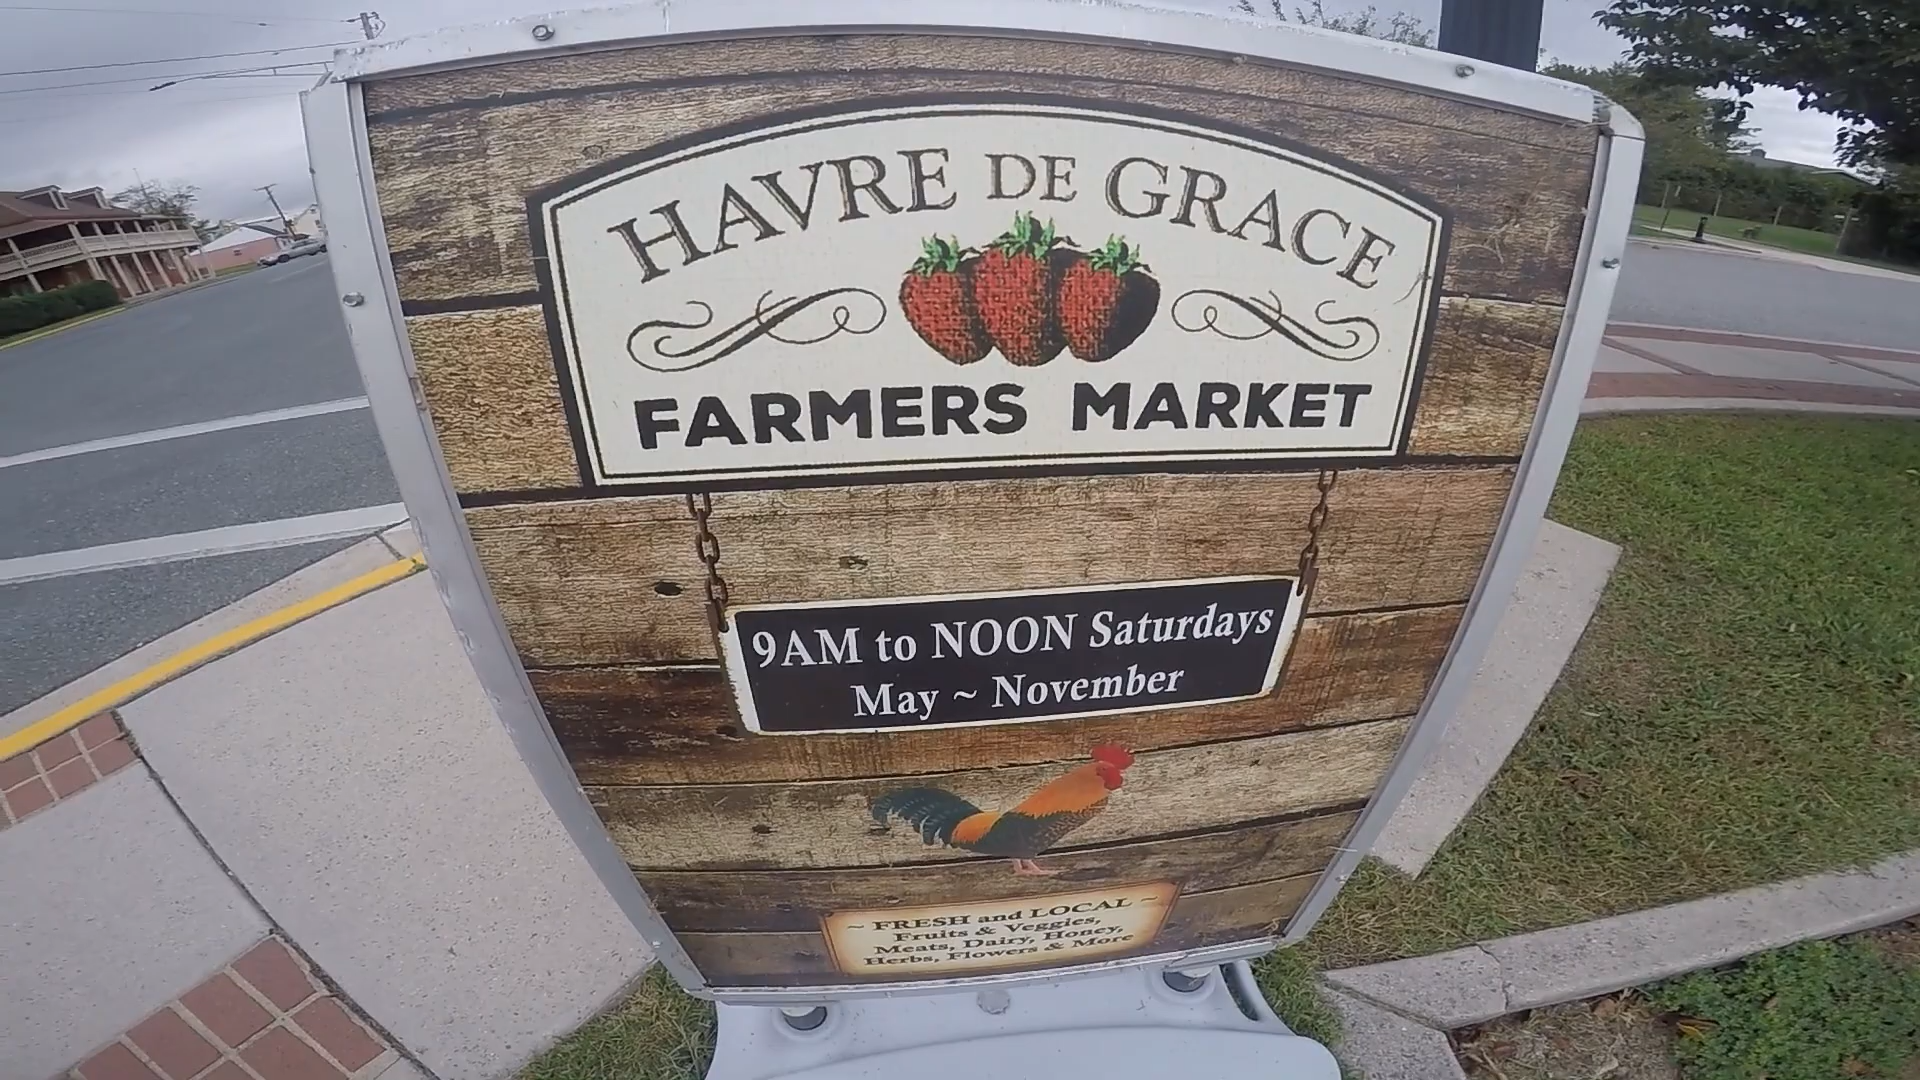 HAVRE DE GRACE
FARMERS MARKET
9AM to NOON Saturdays
May ~ November
~ FRESH and LOCAL ~
Fruits & Veggies,
Meats, Dairy, Honey,
Herbs, Flowers & More